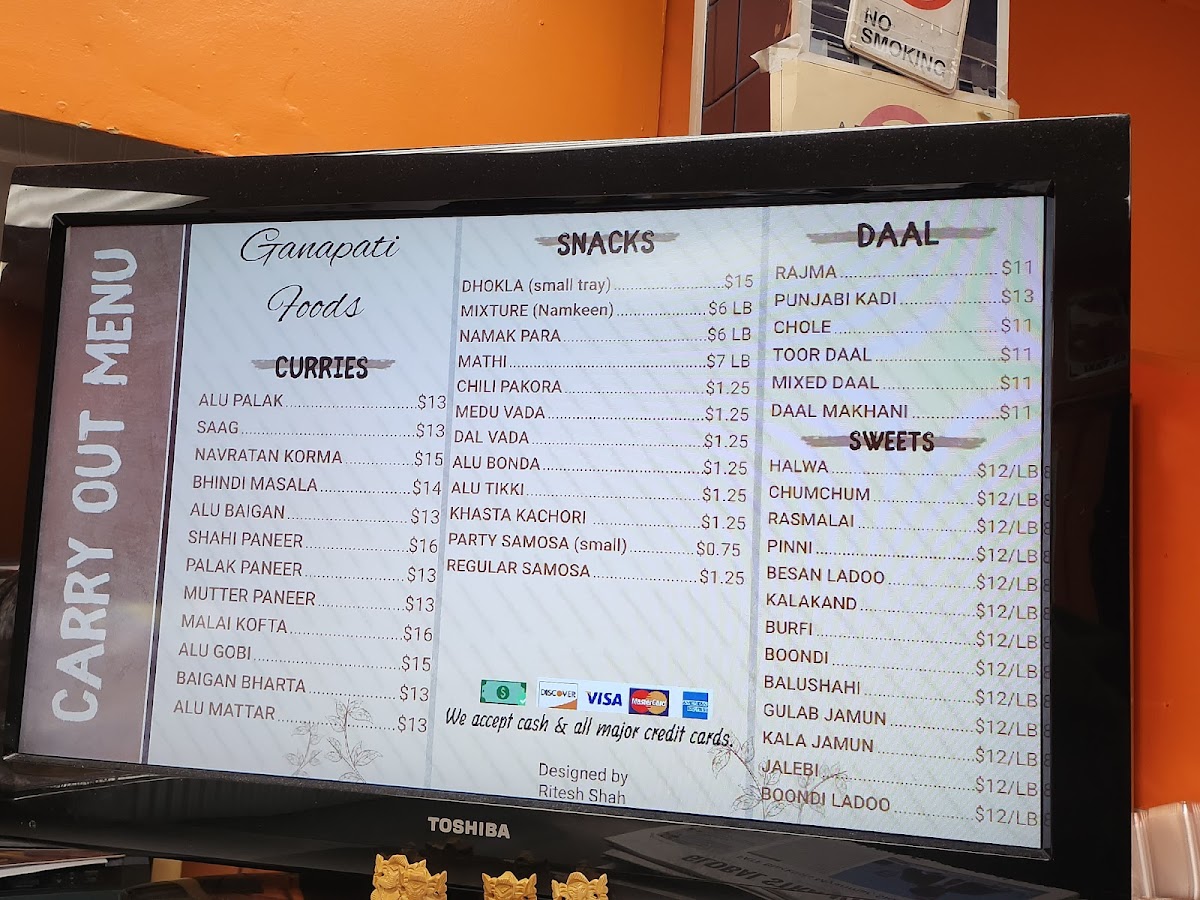 NO
SMOKING
CARRY OUT MENU
Ganapati
Foods
CURRIES
ALU PALAK..........$13
SAAG..........$13
NAVRATAN KORMA..........$15
BHINDI MASALA..........$14
ALU BAIGAN..........$13
SHAHI PANEER..........$16
PALAK PANEER..........$13
MUTTER PANEER..........$13
MALAI KOFTA..........$16
ALU GOBI..........$15
BAIGAN BHARTA..........$13
ALU MATTAR..........$13
SNACKS
DHOKLA (small tray)..........$15
MIXTURE (Namkeen)..........$6 LB
NAMAK PARA..........$6 LB
MATHI..........$7 LB
CHILI PAKORA..........$1.25
MEDU VADA..........$1.25
DAL VADA..........$1.25
ALU BONDA..........$1.25
ALU TIKKI..........$1.25
KHASTA KACHORI..........$1.25
PARTY SAMOSA (small)..........$0.75
REGULAR SAMOSA..........$1.25
DISCOVER VISA MasterCard
We accept cash & all major credit cards.
Designed by
Ritesh Shah
DAAL
RAJMA..........$11
PUNJABI KADI..........$13
CHOLE..........$11
TOOR DAAL..........$11
MIXED DAAL..........$11
DAAL MAKHANI..........$11
SWEETS
HALWA..........$12/LB
CHUMCHUM..........$12/LB
RASMALAI..........$12/LB
PINNI..........$12/LB
BESAN LADOO..........$12/LB
KALAKAND..........$12/LB
BURFI..........$12/LB
BOONDI..........$12/LB
BALUSHAHI..........$12/LB
GULAB JAMUN..........$12/LB
KALA JAMUN..........$12/LB
JALEBI..........$12/LB
BOONDI LADOO..........$12/LB
TOSHIBA